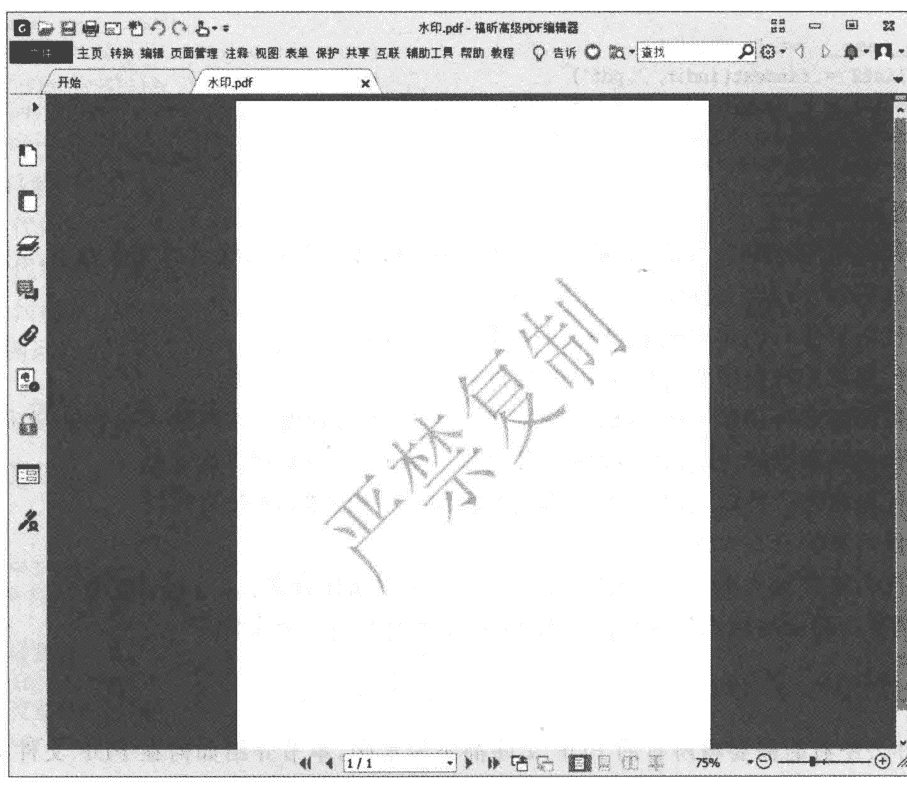 水印.pdf - 福昕高级PDF编辑器
主页 转换 编辑 页面管理 注释 视图 表单 保护 共享 互联 辅助工具 帮助 教程 告诉 查找
开始 水印.pdf
严禁复制
1 / 1 75%